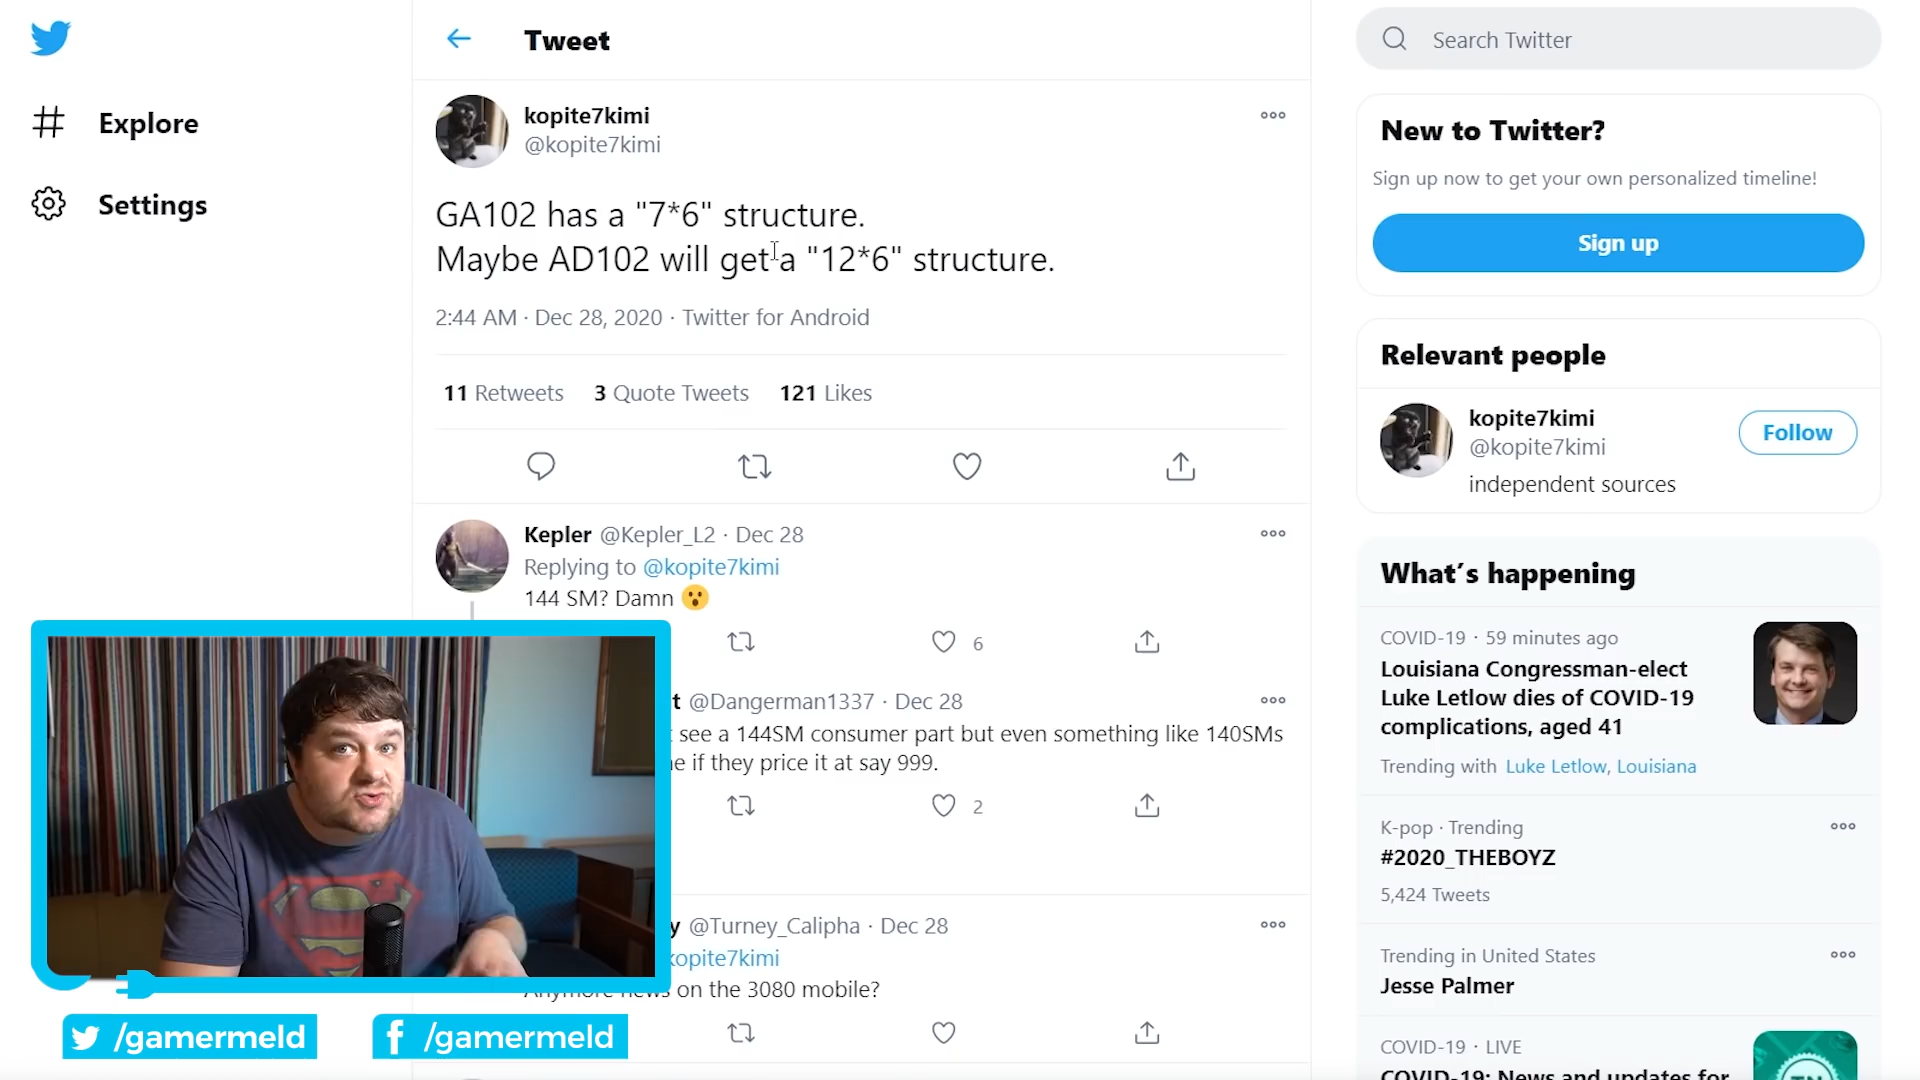 Explore
Settings
Tweet
kopite7kimi
@kopite7kimi
GA102 has a "7*6" structure.
Maybe AD102 will get a "12*6" structure.
2:44 AM · Dec 28, 2020 · Twitter for Android
11 Retweets 3 Quote Tweets 121 Likes
Kepler @Kepler_L2 · Dec 28
Replying to @kopite7kimi
144 SM? Damn 😮
6
t @Dangerman1337 · Dec 28
see a 144SM consumer part but even something like 140SMs
e if they price it at say 999.
2
y @Turney_Calipha · Dec 28
kopite7kimi
on the 3080 mobile?
/gamermeld
/gamermeld
Search Twitter
New to Twitter?
Sign up now to get your own personalized timeline!
Sign up
Relevant people
kopite7kimi
@kopite7kimi
Follow
independent sources
What's happening
COVID-19 · 59 minutes ago
Louisiana Congressman-elect
Luke Letlow dies of COVID-19
complications, aged 41
Trending with Luke Letlow, Louisiana
K-pop · Trending
#2020_THEBOYZ
5,424 Tweets
Trending in United States
Jesse Palmer
COVID-19 · LIVE
COVID-19: News and updates for